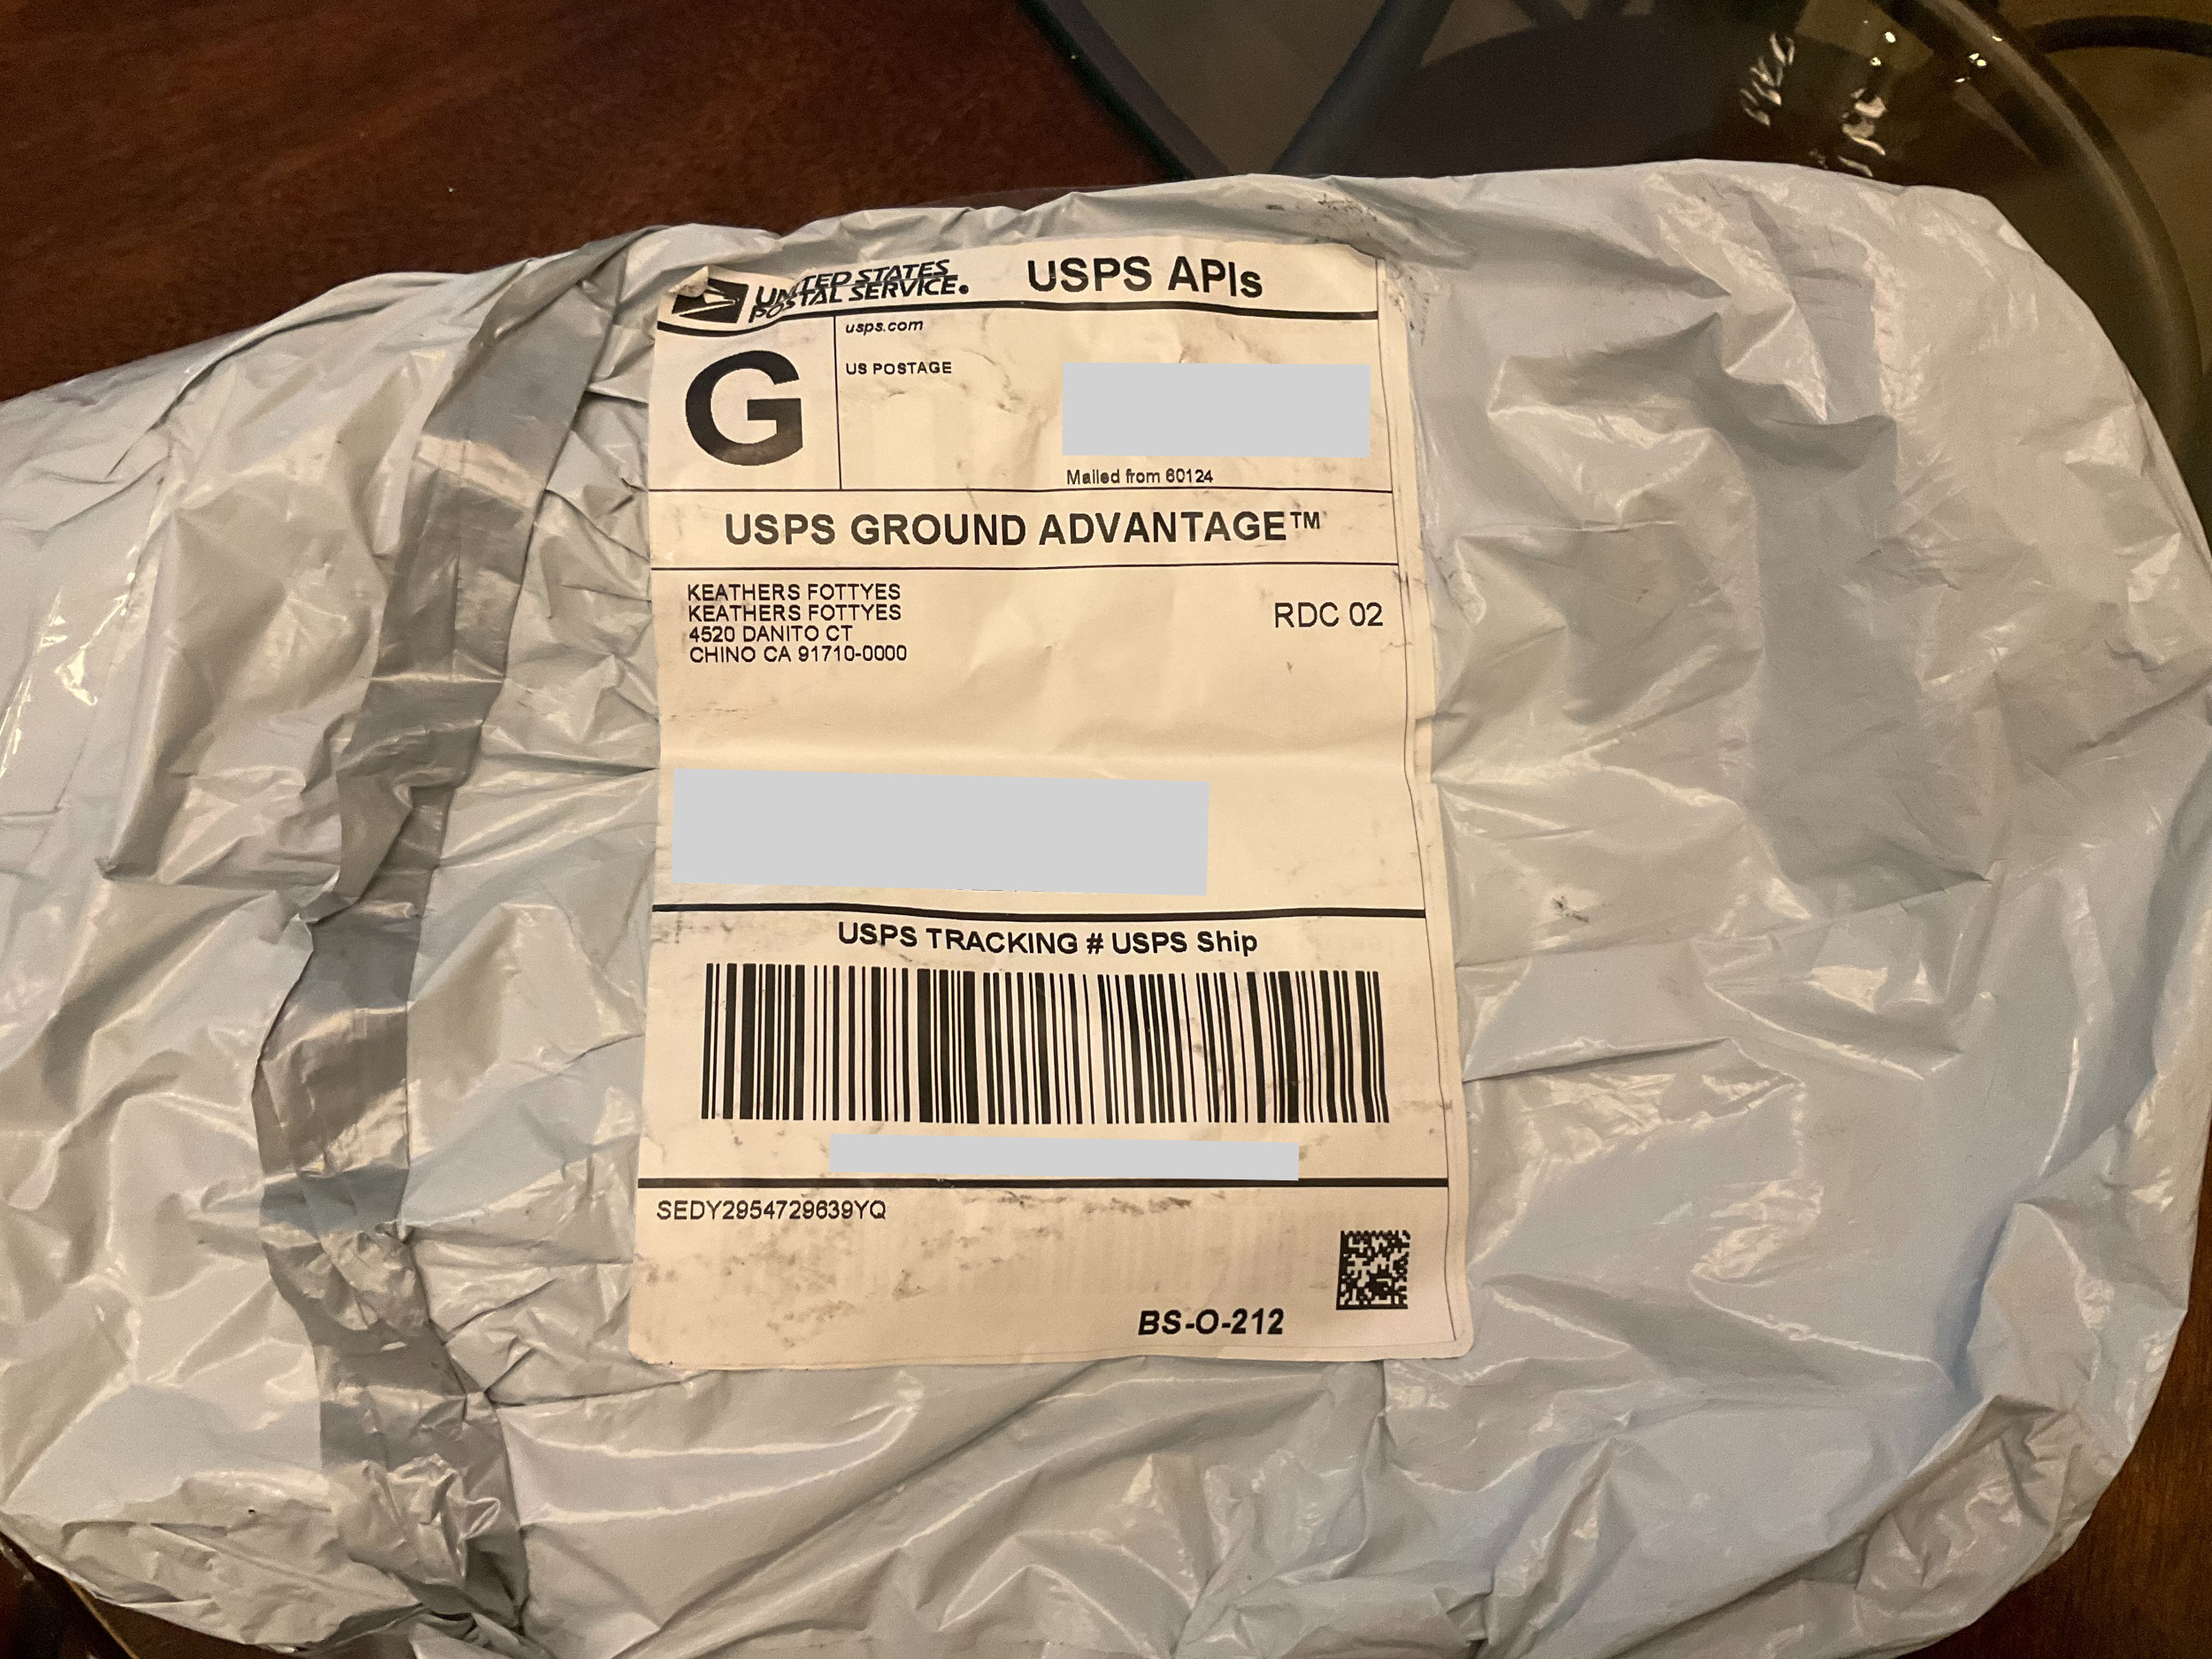 UNITED STATES
POSTAL SERVICE.
USPS APIs
G
usps.com
US POSTAGE
Mailed from 60124
USPS GROUND ADVANTAGE™
KEATHERS FOTTYES
KEATHERS FOTTYES
4520 DANITO CT
CHINO CA 91710-0000
RDC 02
USPS TRACKING # USPS Ship
SEDY2954729639YQ
BS-O-212